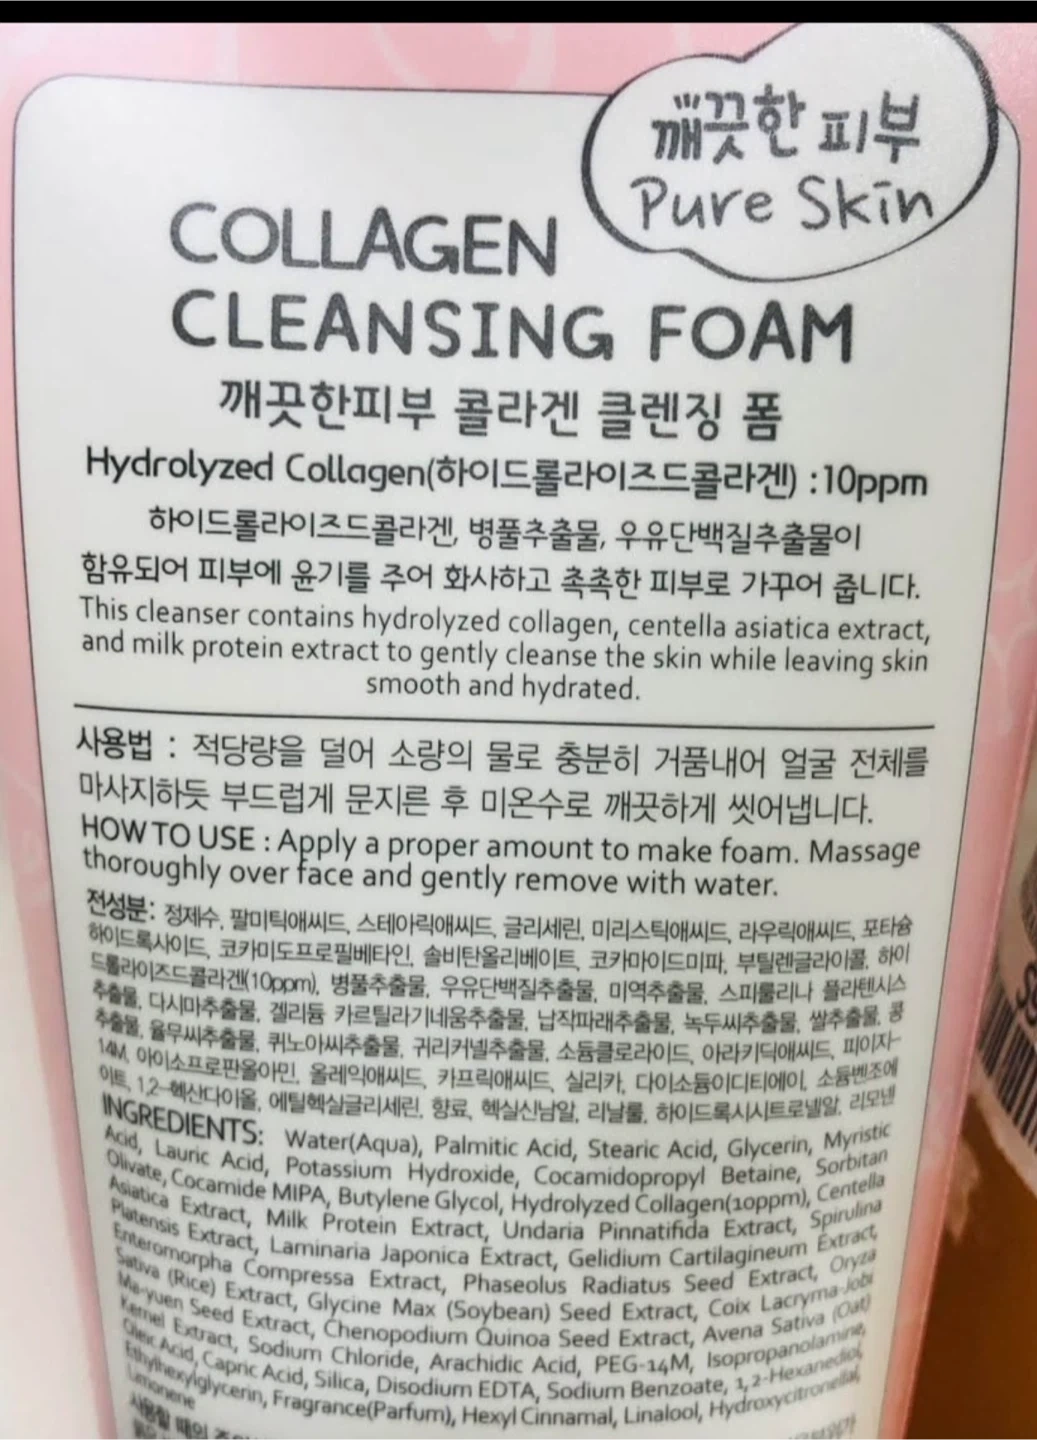 깨끗한 피부
Pure Skin
COLLAGEN
CLEANSING FOAM
깨끗한피부 콜라겐 클렌징 폼
Hydrolyzed Collagen(하이드롤라이즈드콜라겐) :10ppm
하이드롤라이즈드콜라겐, 병풀추출물, 우유단백질추출물이
함유되어 피부에 윤기를 주어 화사하고 촉촉한 피부로 가꾸어 줍니다.
This cleanser contains hydrolyzed collagen, centella asiatica extract,
and milk protein extract to gently cleanse the skin while leaving skin
smooth and hydrated.
사용법 : 적당량을 덜어 소량의 물로 충분히 거품내어 얼굴 전체를
마사지하듯 부드럽게 문지른 후 미온수로 깨끗하게 씻어냅니다.
HOW TO USE : Apply a proper amount to make foam. Massage
thoroughly over face and gently remove with water.
전성분: 정제수, 팔미틱애씨드, 스테아릭애씨드, 글리세린, 미리스틱애씨드, 라우릭애씨드, 포타슘
하이드록사이드, 코카미도프로필베타인, 솔비탄올리베이트, 코카마이드미파, 부틸렌글라이콜, 하이
드롤라이즈드콜라겐(10ppm), 병풀추출물, 우유단백질추출물, 미역추출물, 스피룰리나 플라텐시스
추출물, 다시마추출물, 겔리듐 카르틸라기네움추출물, 납작파래추출물, 녹두씨추출물, 쌀추출물, 콩
추출물, 율무씨추출물, 퀴노아씨추출물, 귀리커넬추출물, 소듐클로라이드, 아라키딕애씨드, 피이지-
14M, 아이소프로판올아민, 올레익애씨드, 카프릭애씨드, 실리카, 다이소듐이디티에이, 소듐벤조에
이트, 1,2-헥산다이올, 에틸헥실글리세린, 향료, 헥실신남알, 리날룰, 하이드록시시트로넬알, 리모넨
INGREDIENTS: Water(Aqua), Palmitic Acid, Stearic Acid, Glycerin, Myristic
Acid, Lauric Acid, Potassium Hydroxide, Cocamidopropyl Betaine, Sorbitan
Olivate, Cocamide MIPA, Butylene Glycol, Hydrolyzed Collagen(10ppm), Centella
Asiatica Extract, Milk Protein Extract, Undaria Pinnatifida Extract, Spirulina
Platensis Extract, Laminaria Japonica Extract, Gelidium Cartilagineum Extract,
Enteromorpha Compressa Extract, Phaseolus Radiatus Seed Extract, Oryza
Sativa (Rice) Extract, Glycine Max (Soybean) Seed Extract, Coix Lacryma-Jobi
Ma-yuen Seed Extract, Chenopodium Quinoa Seed Extract, Avena Sativa (Oat)
Kernel Extract, Sodium Chloride, Arachidic Acid, PEG-14M, Isopropanolamine,
Oleic Acid, Capric Acid, Silica, Disodium EDTA, Sodium Benzoate, 1,2-Hexanediol,
Ethylhexylglycerin, Fragrance(Parfum), Hexyl Cinnamal, Linalool, Hydroxycitronellal,
Limonene
사용할 때의